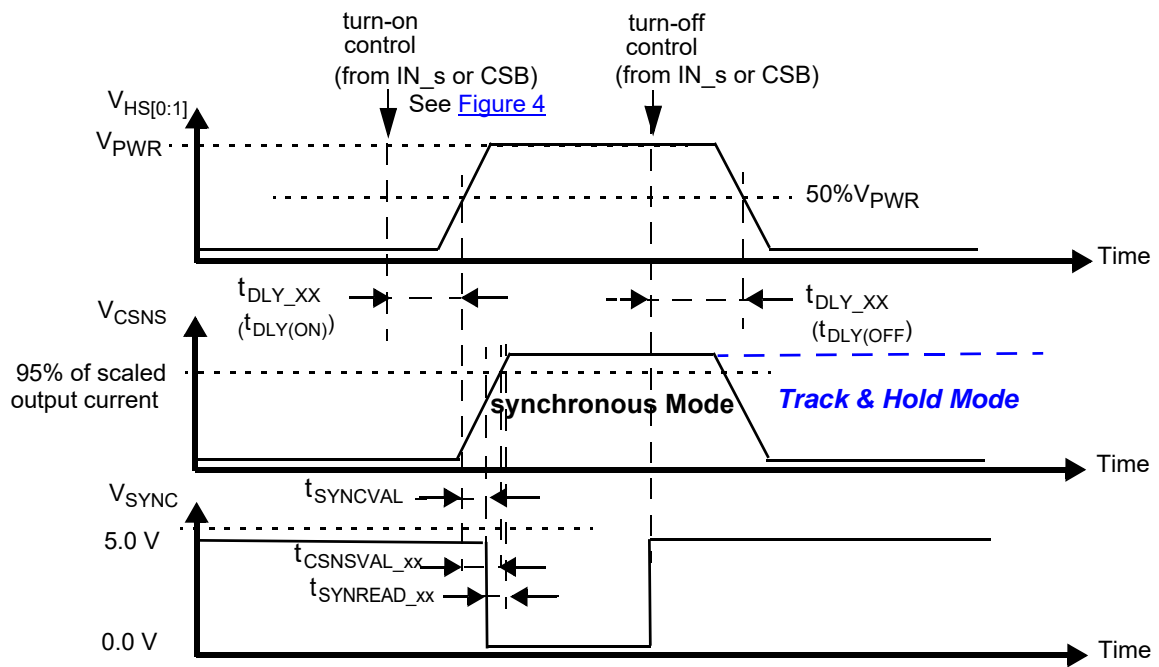 turn-on
control
(from IN_s or CSB)
See Figure 4
turn-off
control
(from IN_s or CSB)
VHS[0:1]
VPWR
50%VPWR
Time
tDLY_XX
(tDLY(ON))
tDLY_XX
(tDLY(OFF)
VCSNS
95% of scaled
output current
synchronous Mode
Track & Hold Mode
Time
VSYNC
tSYNCVAL
5.0 V
tCSNSVAL_xx
tSYNREAD_xx
0.0 V
Time